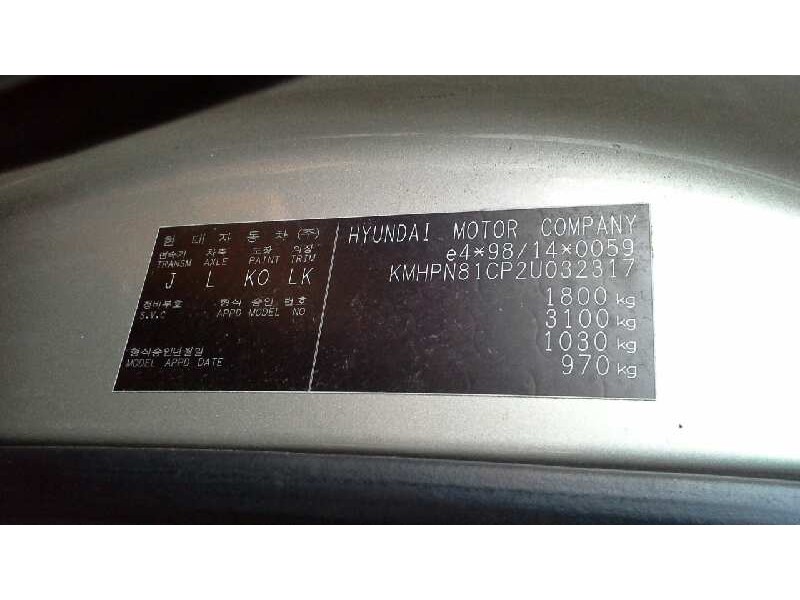 현 대 자 동 차 (주)
변속기 차축 도장 의장
TRANSM AXLE PAINT TRIM
J L KO LK
정비부호 형식 승인 번호
S.V.C APPD MODEL NO
형식승인년월일
MODEL APPD DATE
HYUNDAI MOTOR COMPANY
e4*98/14*0059
KMHPN81CP2U032317
1800 kg
3100 kg
1030 kg
970 kg